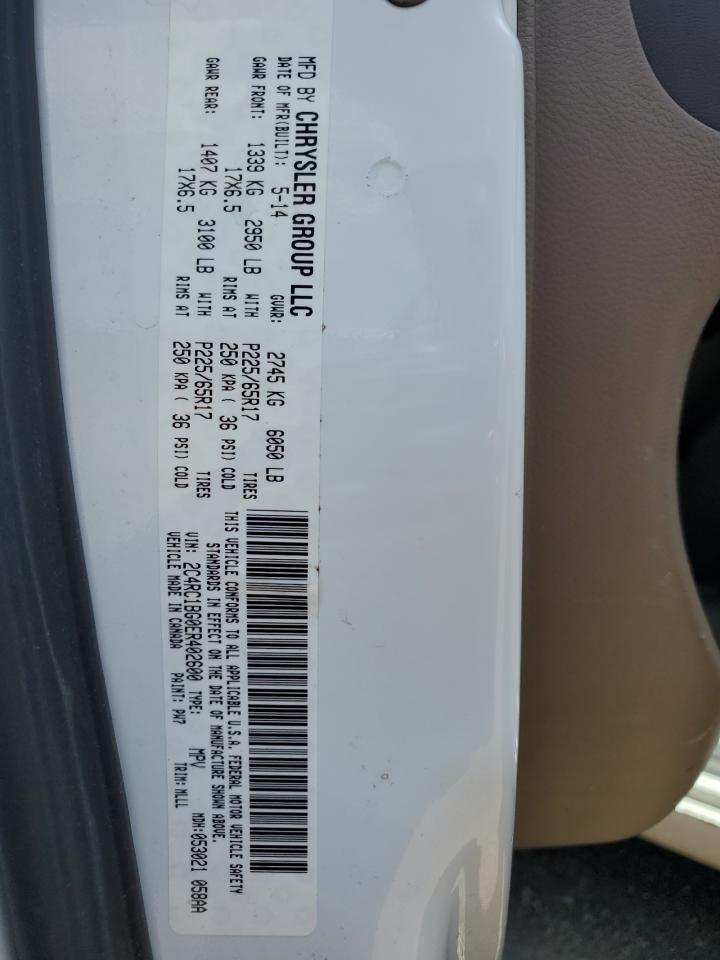 MFD BY CHRYSLER GROUP LLC
DATE OF MFR(BUILT): 5-14 GVWR: 2745 KG 6050 LB
GAWR FRONT: 1339 KG 2950 LB WITH P225/65R17 TIRES
17X6.5 RIMS AT 250 KPA ( 36 PSI) COLD
GAWR REAR: 1407 KG 3100 LB WITH P225/65R17 TIRES
17X6.5 RIMS AT 250 KPA ( 36 PSI) COLD
THIS VEHICLE CONFORMS TO ALL APPLICABLE U.S.A. FEDERAL MOTOR VEHICLE SAFETY
STANDARDS IN EFFECT ON THE DATE OF MANUFACTURE SHOWN ABOVE.
VIN: 2C4RC1BG0ER402600 TYPE: MPV MDH:053021 058AA
VEHICLE MADE IN CANADA PAINT: PW7 TRIM: MLLL